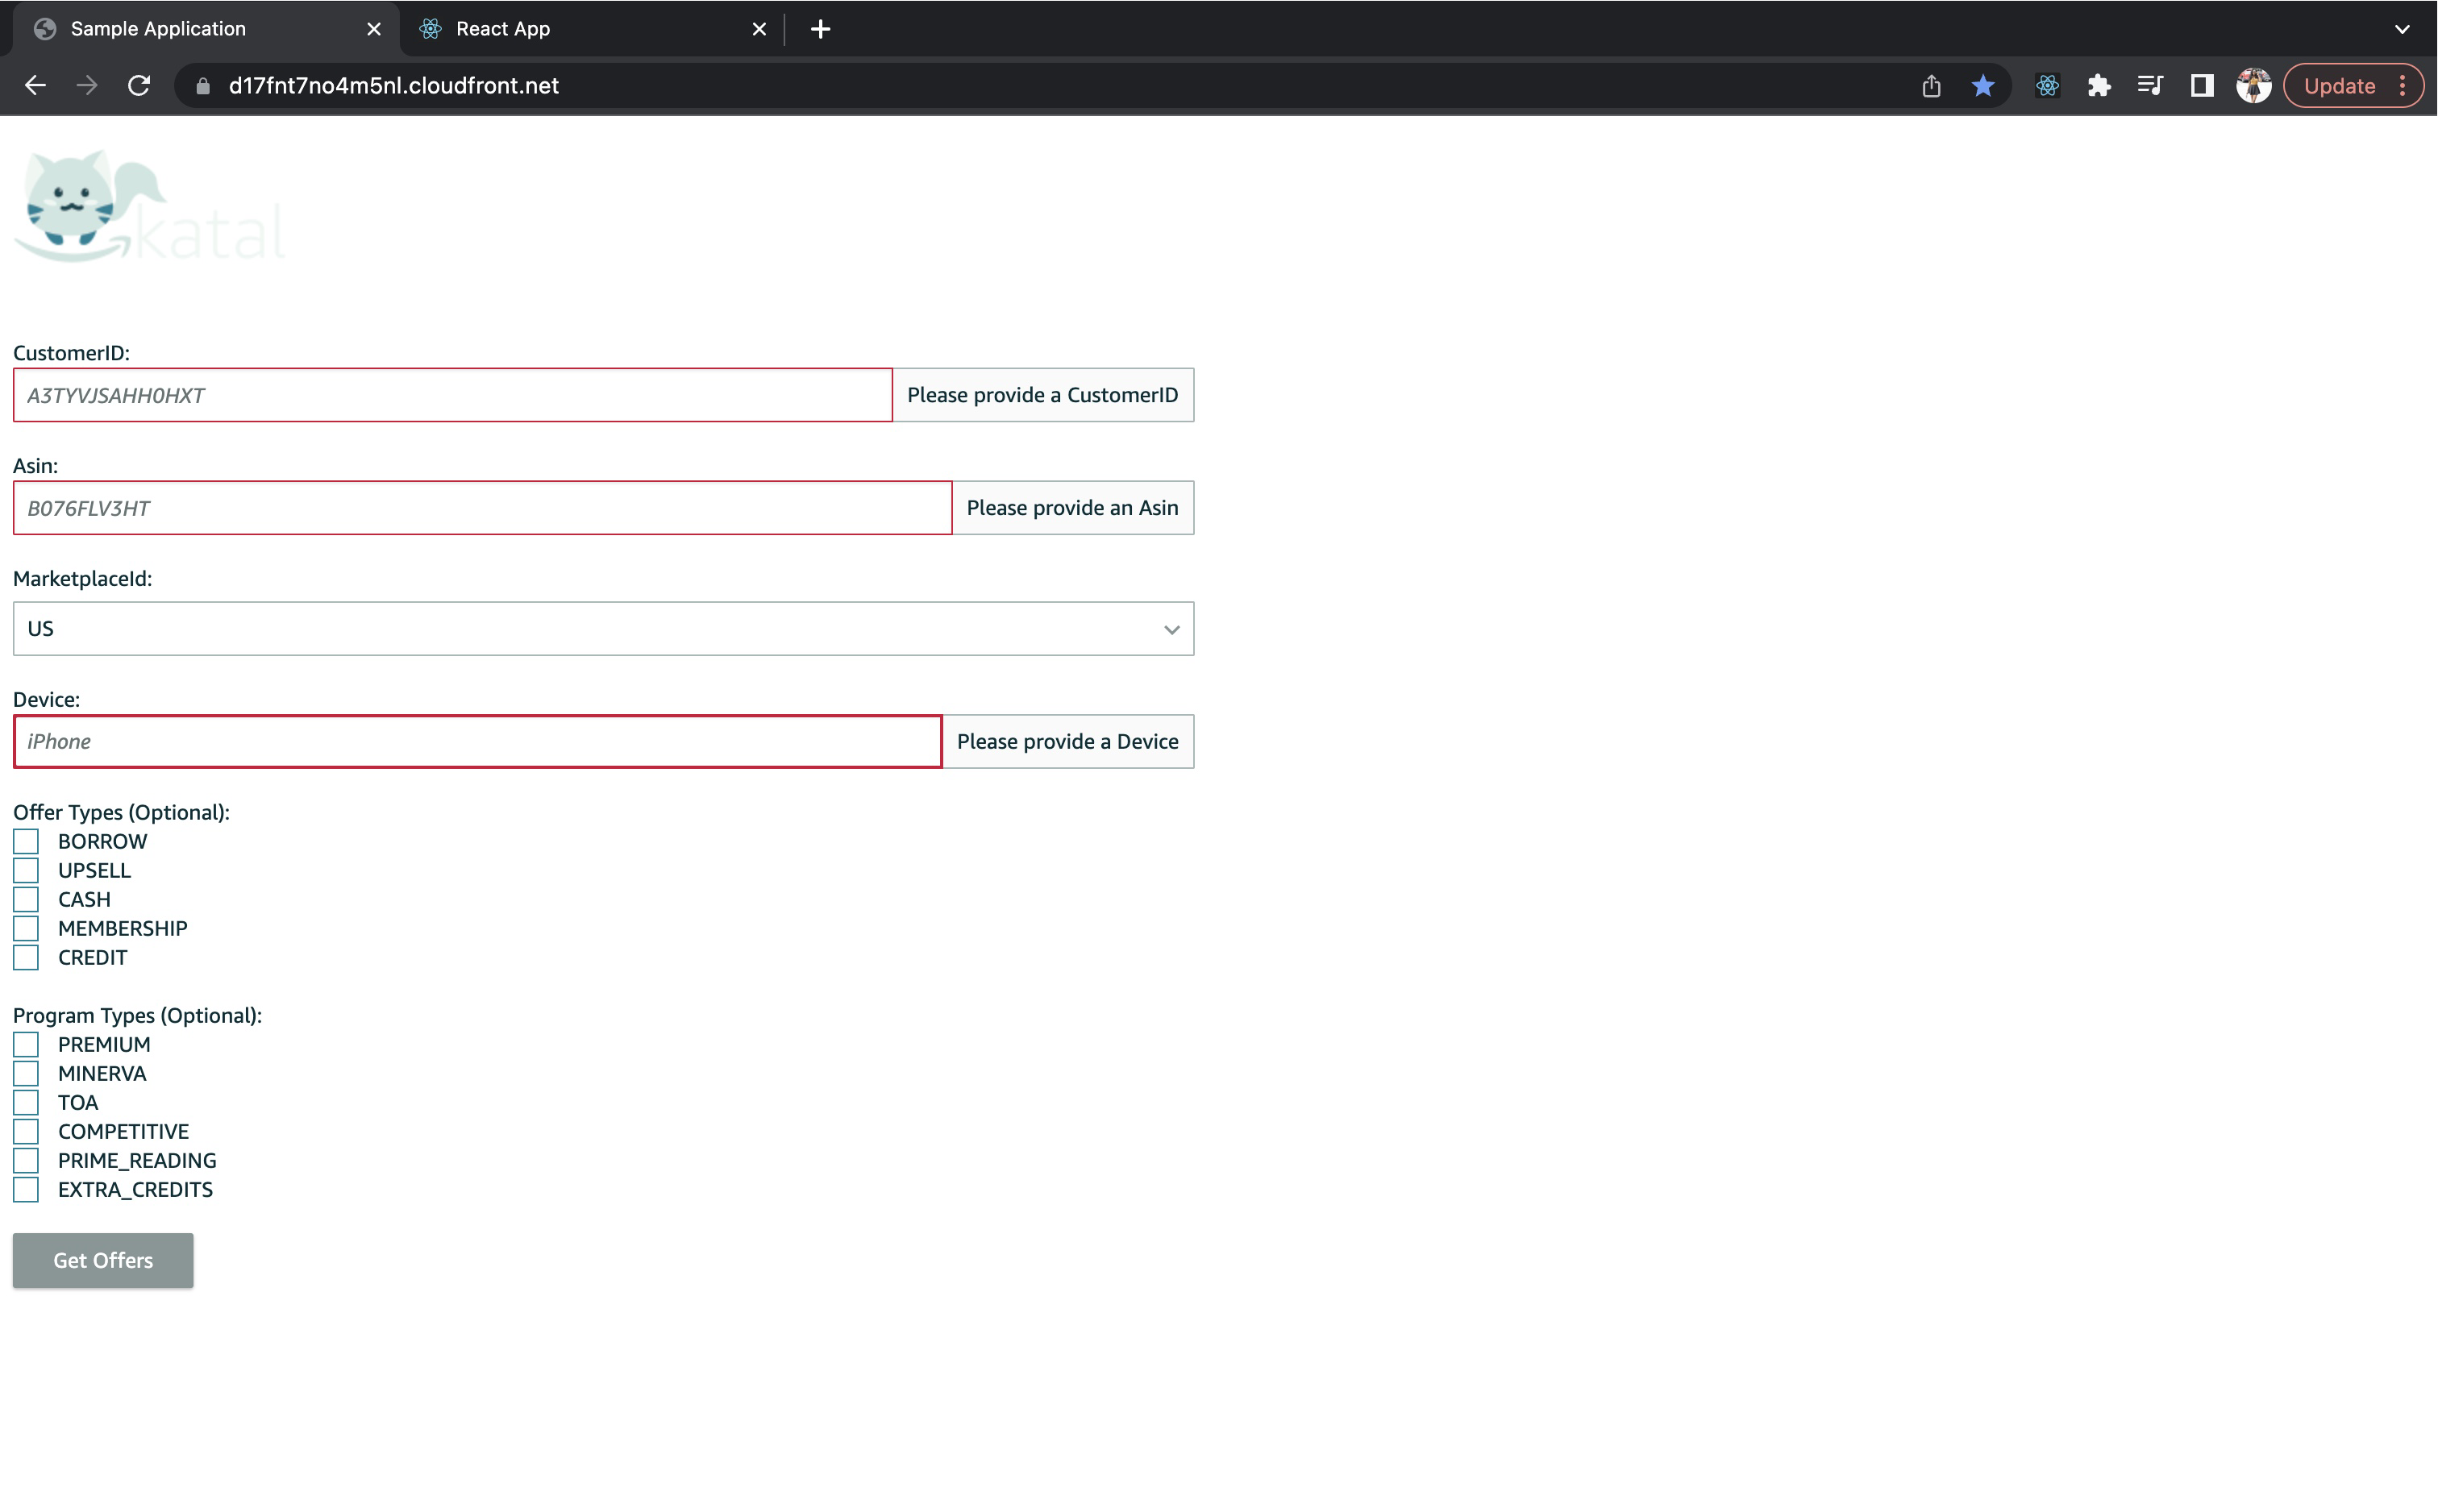 Sample Application
React App
d17fnt7no4m5nl.cloudfront.net
Update
katal
CustomerID:
A3TYVJSAHH0HXT
Please provide a CustomerID
Asin:
B076FLV3HT
Please provide an Asin
MarketplaceId:
US
Device:
iPhone
Please provide a Device
Offer Types (Optional):
BORROW
UPSELL
CASH
MEMBERSHIP
CREDIT
Program Types (Optional):
PREMIUM
MINERVA
TOA
COMPETITIVE
PRIME_READING
EXTRA_CREDITS
Get Offers